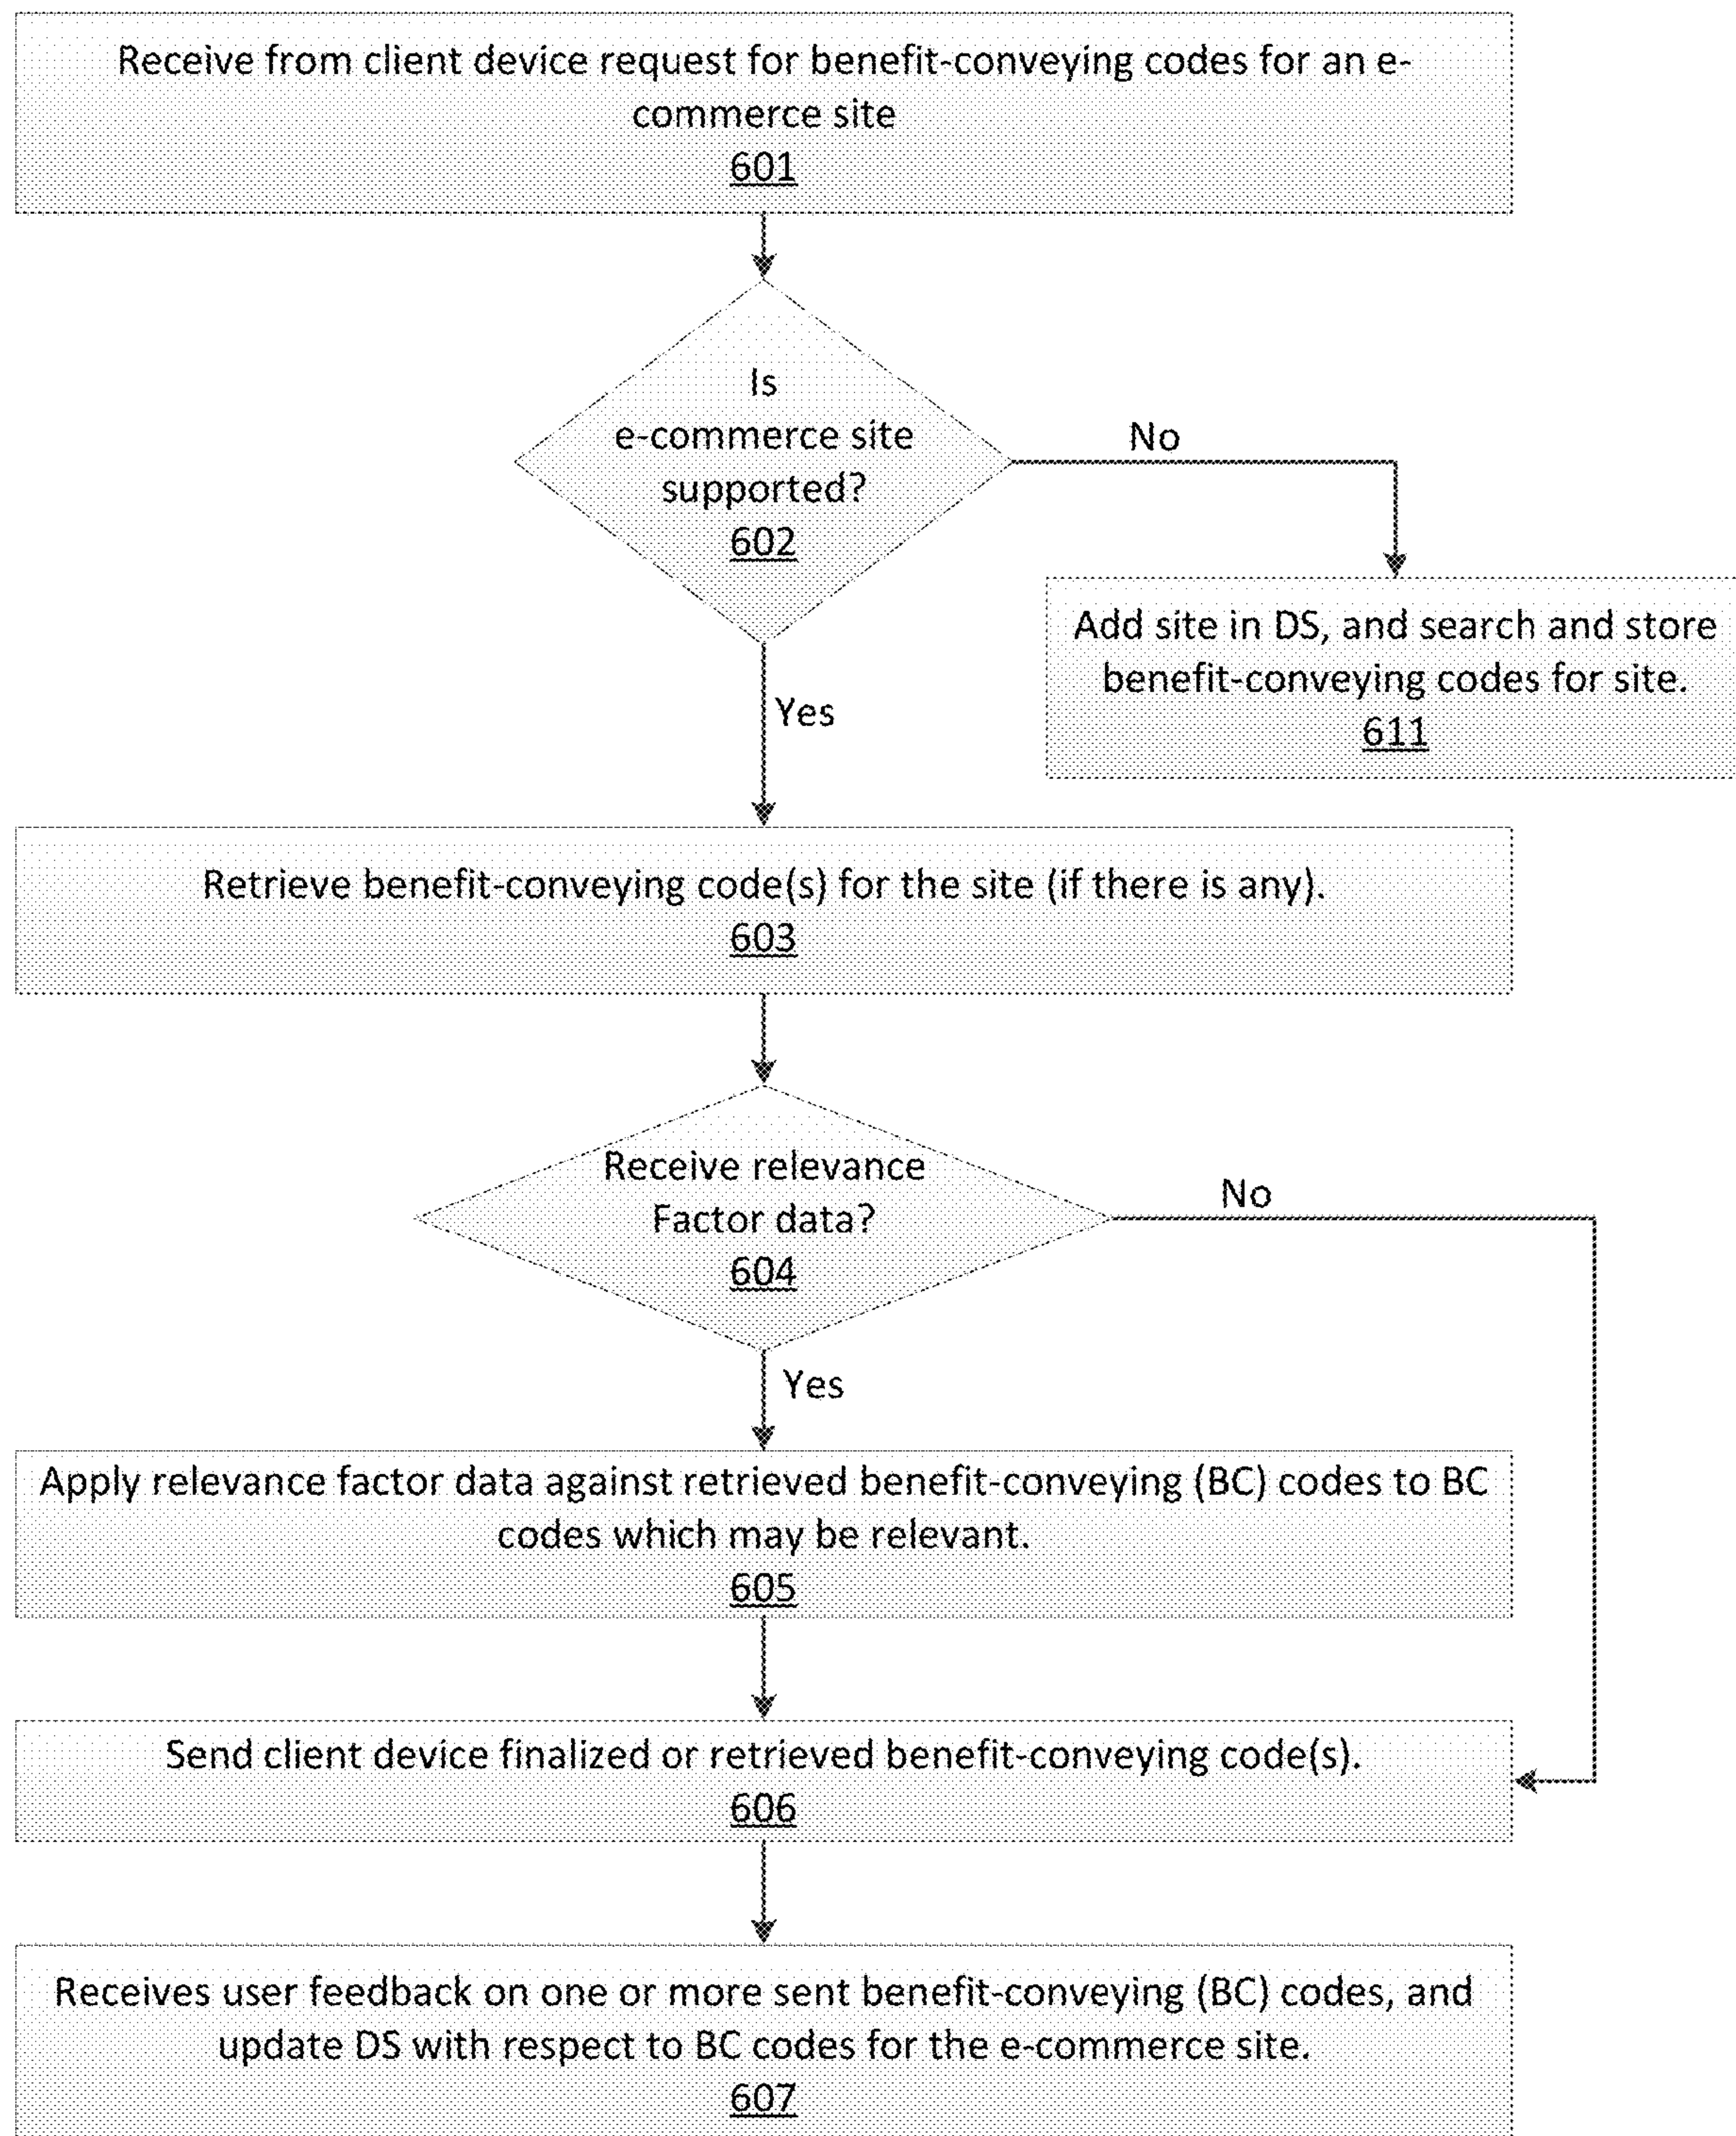 Receive from client device request for benefit-conveying codes for an e-
commerce site
601
Is
e-commerce site
supported?
602
No
Add site in DS, and search and store
benefit-conveying codes for site.
611
Yes
Retrieve benefit-conveying code(s) for the site (if there is any).
603
Receive relevance
Factor data?
604
No
Yes
Apply relevance factor data against retrieved benefit-conveying (BC) codes to BC
codes which may be relevant.
605
Send client device finalized or retrieved benefit-conveying code(s).
606
Receives user feedback on one or more sent benefit-conveying (BC) codes, and
update DS with respect to BC codes for the e-commerce site.
607